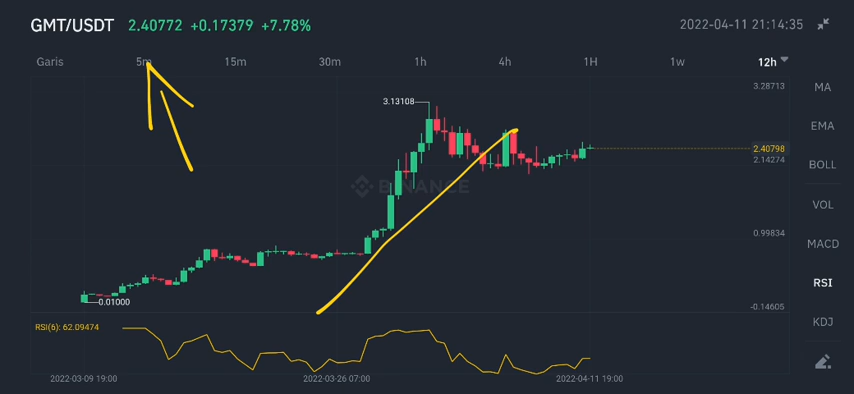 GMT/USDT 2.40772 +0.17379 +7.78% 2022-04-11 21:14:35
Garis 5m 15m 30m 1h 4h 1H 1w 12h
3.28713
MA
3.13108
EMA
2.40798
2.14274
BOLL
BINANCE
VOL
0.99834
MACD
RSI
0.01000
-0.14605
KDJ
RSI(6): 62.09474
2022-03-09 19:00 2022-03-26 07:00 2022-04-11 19:00